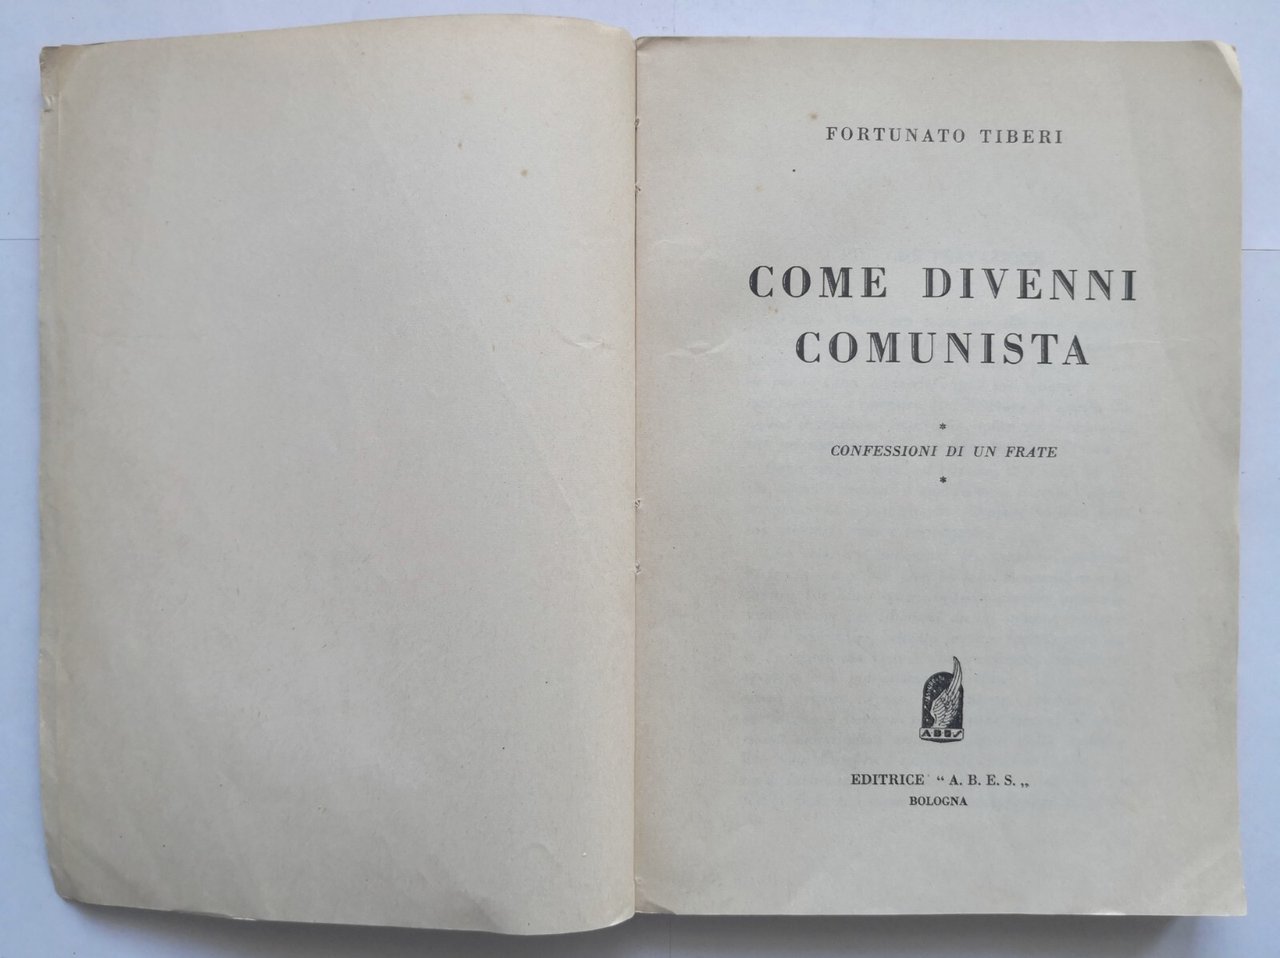 FORTUNATO TIBERI
COME DIVENNI
COMUNISTA
*
CONFESSIONI DI UN FRATE
*
ABES
EDITRICE “ A. B. E. S. „
BOLOGNA